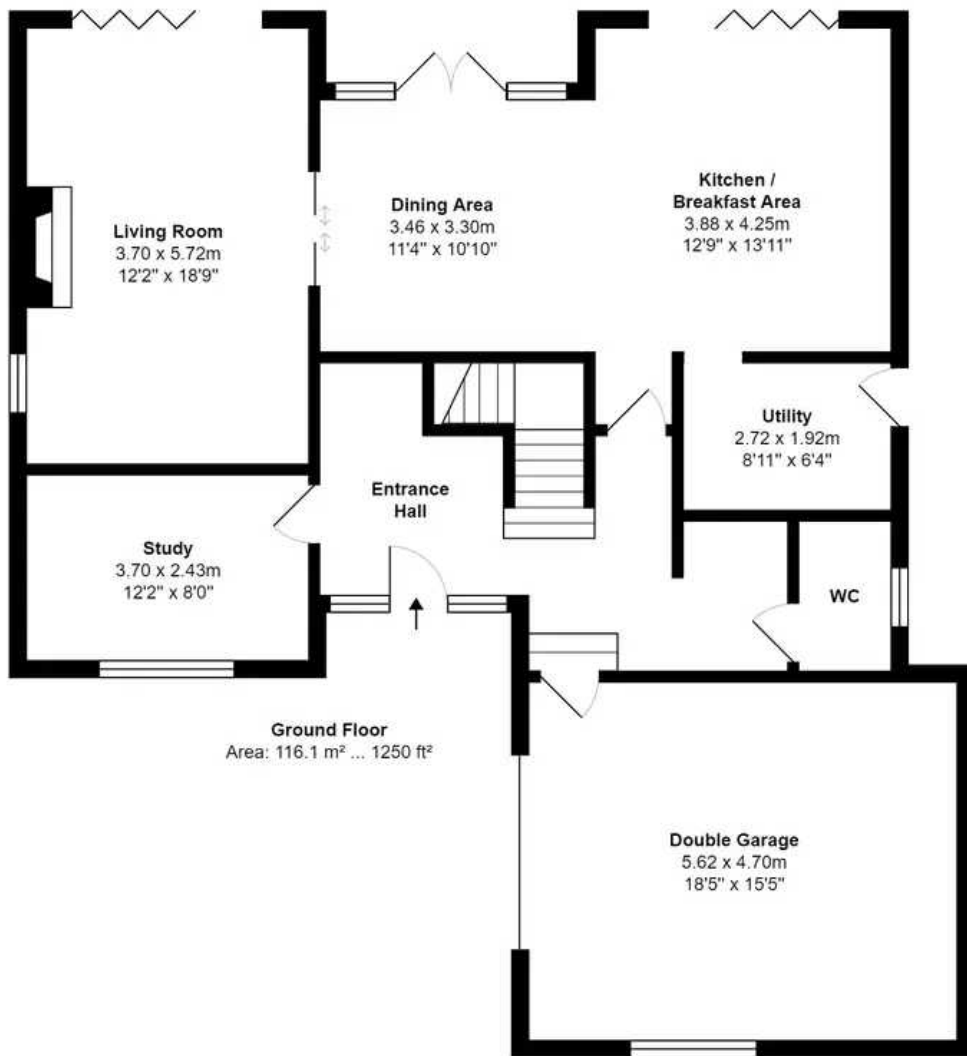 Living Room
3.70 x 5.72m
12'2" x 18'9"
Dining Area
3.46 x 3.30m
11'4" x 10'10"
Kitchen /
Breakfast Area
3.88 x 4.25m
12'9" x 13'11"
Utility
2.72 x 1.92m
8'11" x 6'4"
Entrance
Hall
Study
3.70 x 2.43m
12'2" x 8'0"
WC
Ground Floor
Area: 116.1 m² ... 1250 ft²
Double Garage
5.62 x 4.70m
18'5" x 15'5"